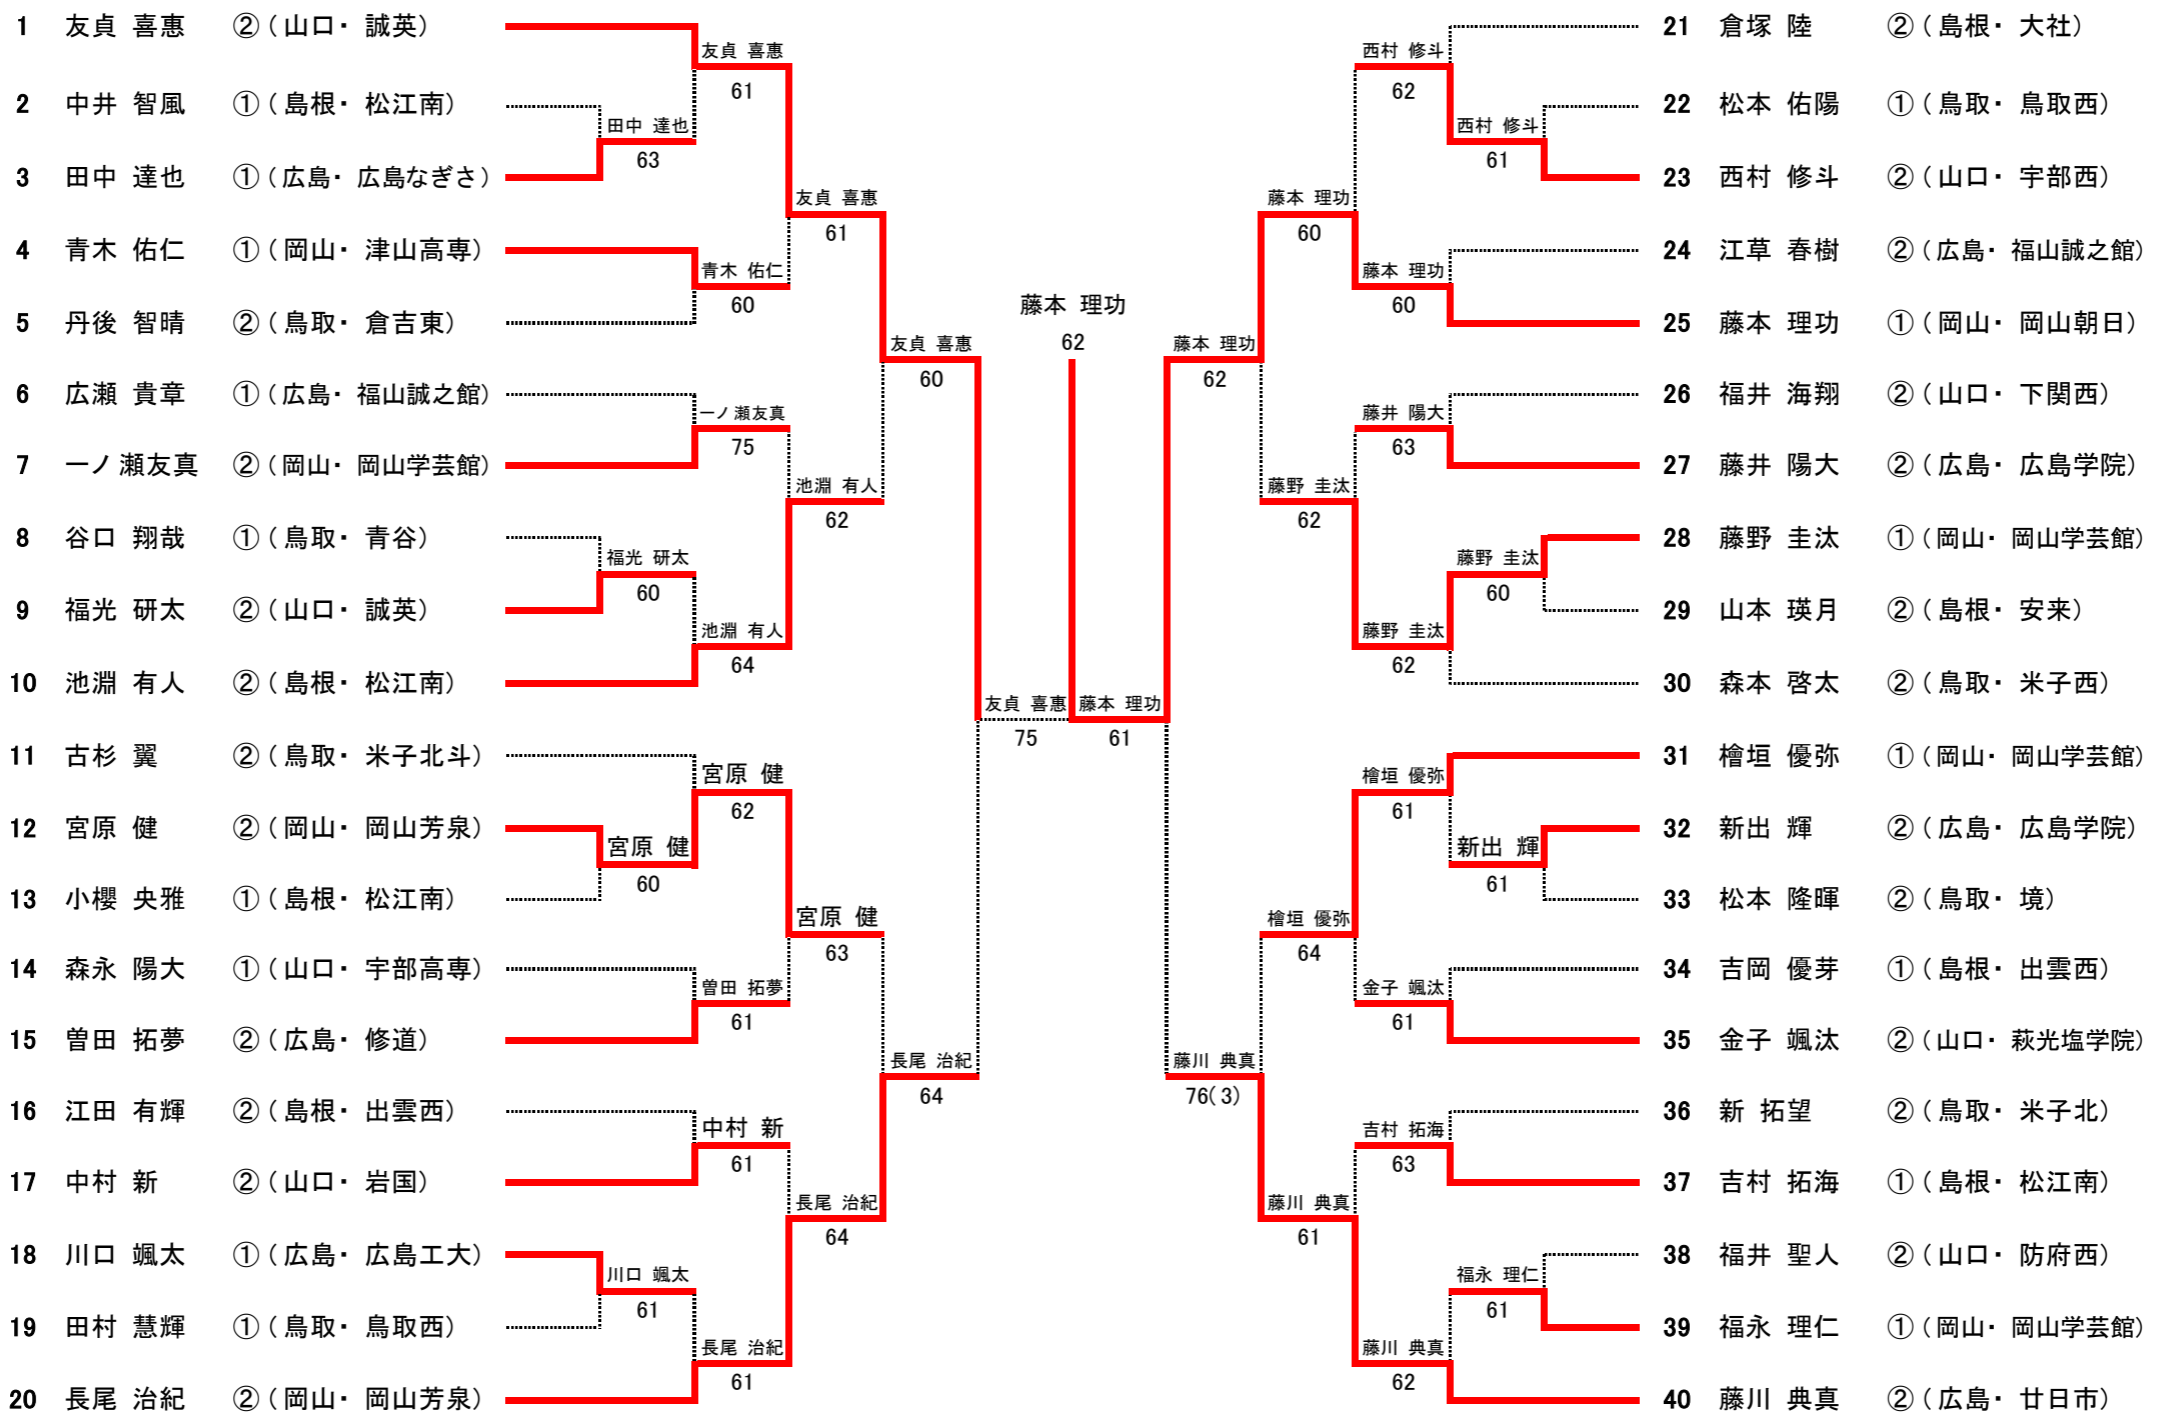 1 友貞 喜惠 ②(山口・ 誠英)
2 中井 智風 ①(島根・ 松江南)
3 田中 達也 ①(広島・ 広島なぎさ)
4 青木 佑仁 ①(岡山・ 津山高専)
5 丹後 智晴 ②(鳥取・ 倉吉東)
6 広瀬 貴章 ①(広島・ 福山誠之館)
7 一ノ瀬友真 ②(岡山・ 岡山学芸館)
8 谷口 翔哉 ①(鳥取・ 青谷)
9 福光 研太 ②(山口・ 誠英)
10 池淵 有人 ②(島根・ 松江南)
11 古杉 翼 ②(鳥取・ 米子北斗)
12 宮原 健 ②(岡山・ 岡山芳泉)
13 小櫻 央雅 ①(島根・ 松江南)
14 森永 陽大 ①(山口・ 宇部高専)
15 曽田 拓夢 ②(広島・ 修道)
16 江田 有輝 ②(島根・ 出雲西)
17 中村 新 ②(山口・ 岩国)
18 川口 颯太 ①(広島・ 広島工大)
19 田村 慧輝 ①(鳥取・ 鳥取西)
20 長尾 治紀 ②(岡山・ 岡山芳泉)
田中 達也
63
福光 研太
60
宮原 健
60
川口 颯太
61
友貞 喜惠
61
青木 佑仁
60
一ノ瀬友真
75
池淵 有人
64
宮原 健
62
曽田 拓夢
61
中村 新
61
長尾 治紀
61
友貞 喜惠
61
池淵 有人
62
宮原 健
63
長尾 治紀
64
友貞 喜惠
60
長尾 治紀
64
友貞 喜惠
75
藤本 理功
62
藤本 理功
61
藤本 理功
62
藤川 典真
76(3)
藤本 理功
60
藤野 圭汰
62
檜垣 優弥
64
藤川 典真
61
西村 修斗
62
藤本 理功
60
藤井 陽大
63
藤野 圭汰
62
檜垣 優弥
61
金子 颯汰
61
吉村 拓海
63
藤川 典真
62
西村 修斗
61
藤野 圭汰
60
新出 輝
61
福永 理仁
61
21 倉塚 陸 ②(島根・ 大社)
22 松本 佑陽 ①(鳥取・ 鳥取西)
23 西村 修斗 ②(山口・ 宇部西)
24 江草 春樹 ②(広島・ 福山誠之館)
25 藤本 理功 ①(岡山・ 岡山朝日)
26 福井 海翔 ②(山口・ 下関西)
27 藤井 陽大 ②(広島・ 広島学院)
28 藤野 圭汰 ①(岡山・ 岡山学芸館)
29 山本 瑛月 ②(島根・ 安来)
30 森本 啓太 ②(鳥取・ 米子西)
31 檜垣 優弥 ①(岡山・ 岡山学芸館)
32 新出 輝 ②(広島・ 広島学院)
33 松本 隆暉 ②(鳥取・ 境)
34 吉岡 優芽 ①(島根・ 出雲西)
35 金子 颯汰 ②(山口・ 萩光塩学院)
36 新 拓望 ②(鳥取・ 米子北)
37 吉村 拓海 ①(島根・ 松江南)
38 福井 聖人 ②(山口・ 防府西)
39 福永 理仁 ①(岡山・ 岡山学芸館)
40 藤川 典真 ②(広島・ 廿日市)